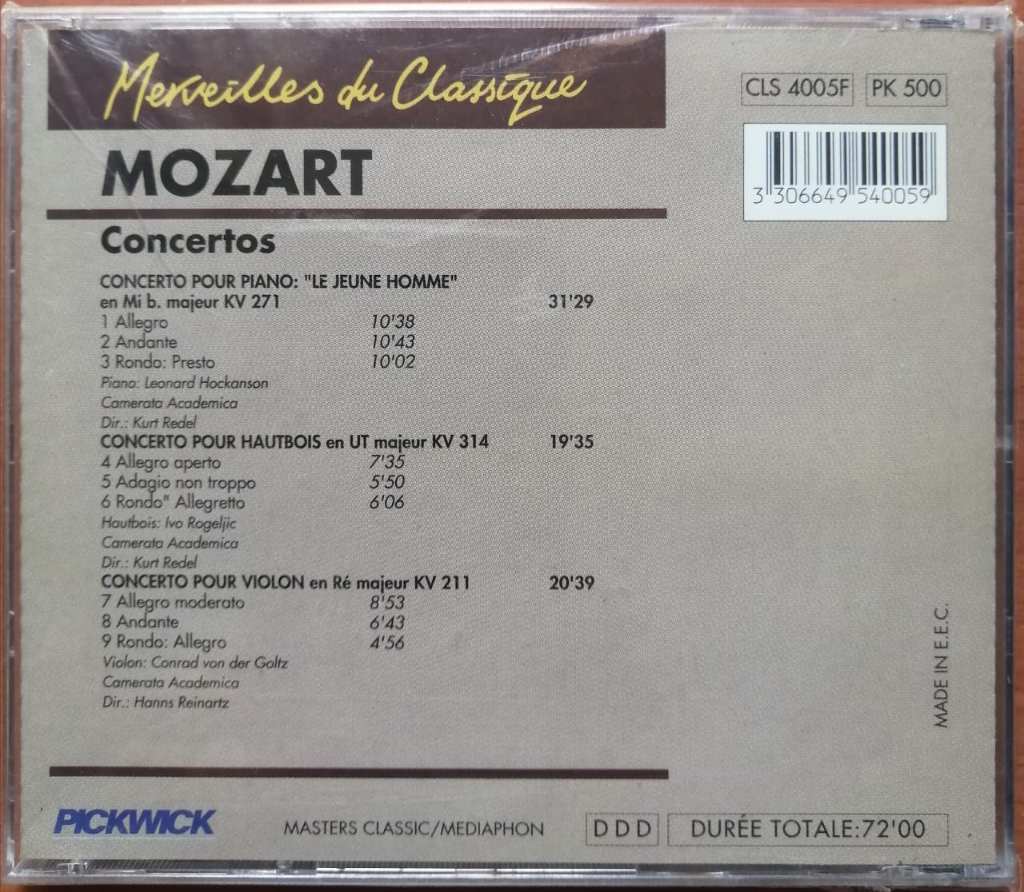 Merveilles du Classique
CLS 4005F PK 500
3 306649 540059
MOZART
Concertos
CONCERTO POUR PIANO: "LE JEUNE HOMME"
en Mi b. majeur KV 271 31'29
1 Allegro 10'38
2 Andante 10'43
3 Rondo: Presto 10'02
Piano: Leonard Hockanson
Camerata Academica
Dir.: Kurt Redel
CONCERTO POUR HAUTBOIS en UT majeur KV 314 19'35
4 Allegro aperto 7'35
5 Adagio non troppo 5'50
6 Rondo" Allegretto 6'06
Hautbois: Ivo Rogeljic
Camerata Academica
Dir.: Kurt Redel
CONCERTO POUR VIOLON en Ré majeur KV 211 20'39
7 Allegro moderato 8'53
8 Andante 6'43
9 Rondo: Allegro 4'56
Violon: Conrad von der Goltz
Camerata Academica
Dir.: Hanns Reinartz
MADE IN E.E.C.
PICKWICK MASTERS CLASSIC/MEDIAPHON DDD DURÉE TOTALE:72'00